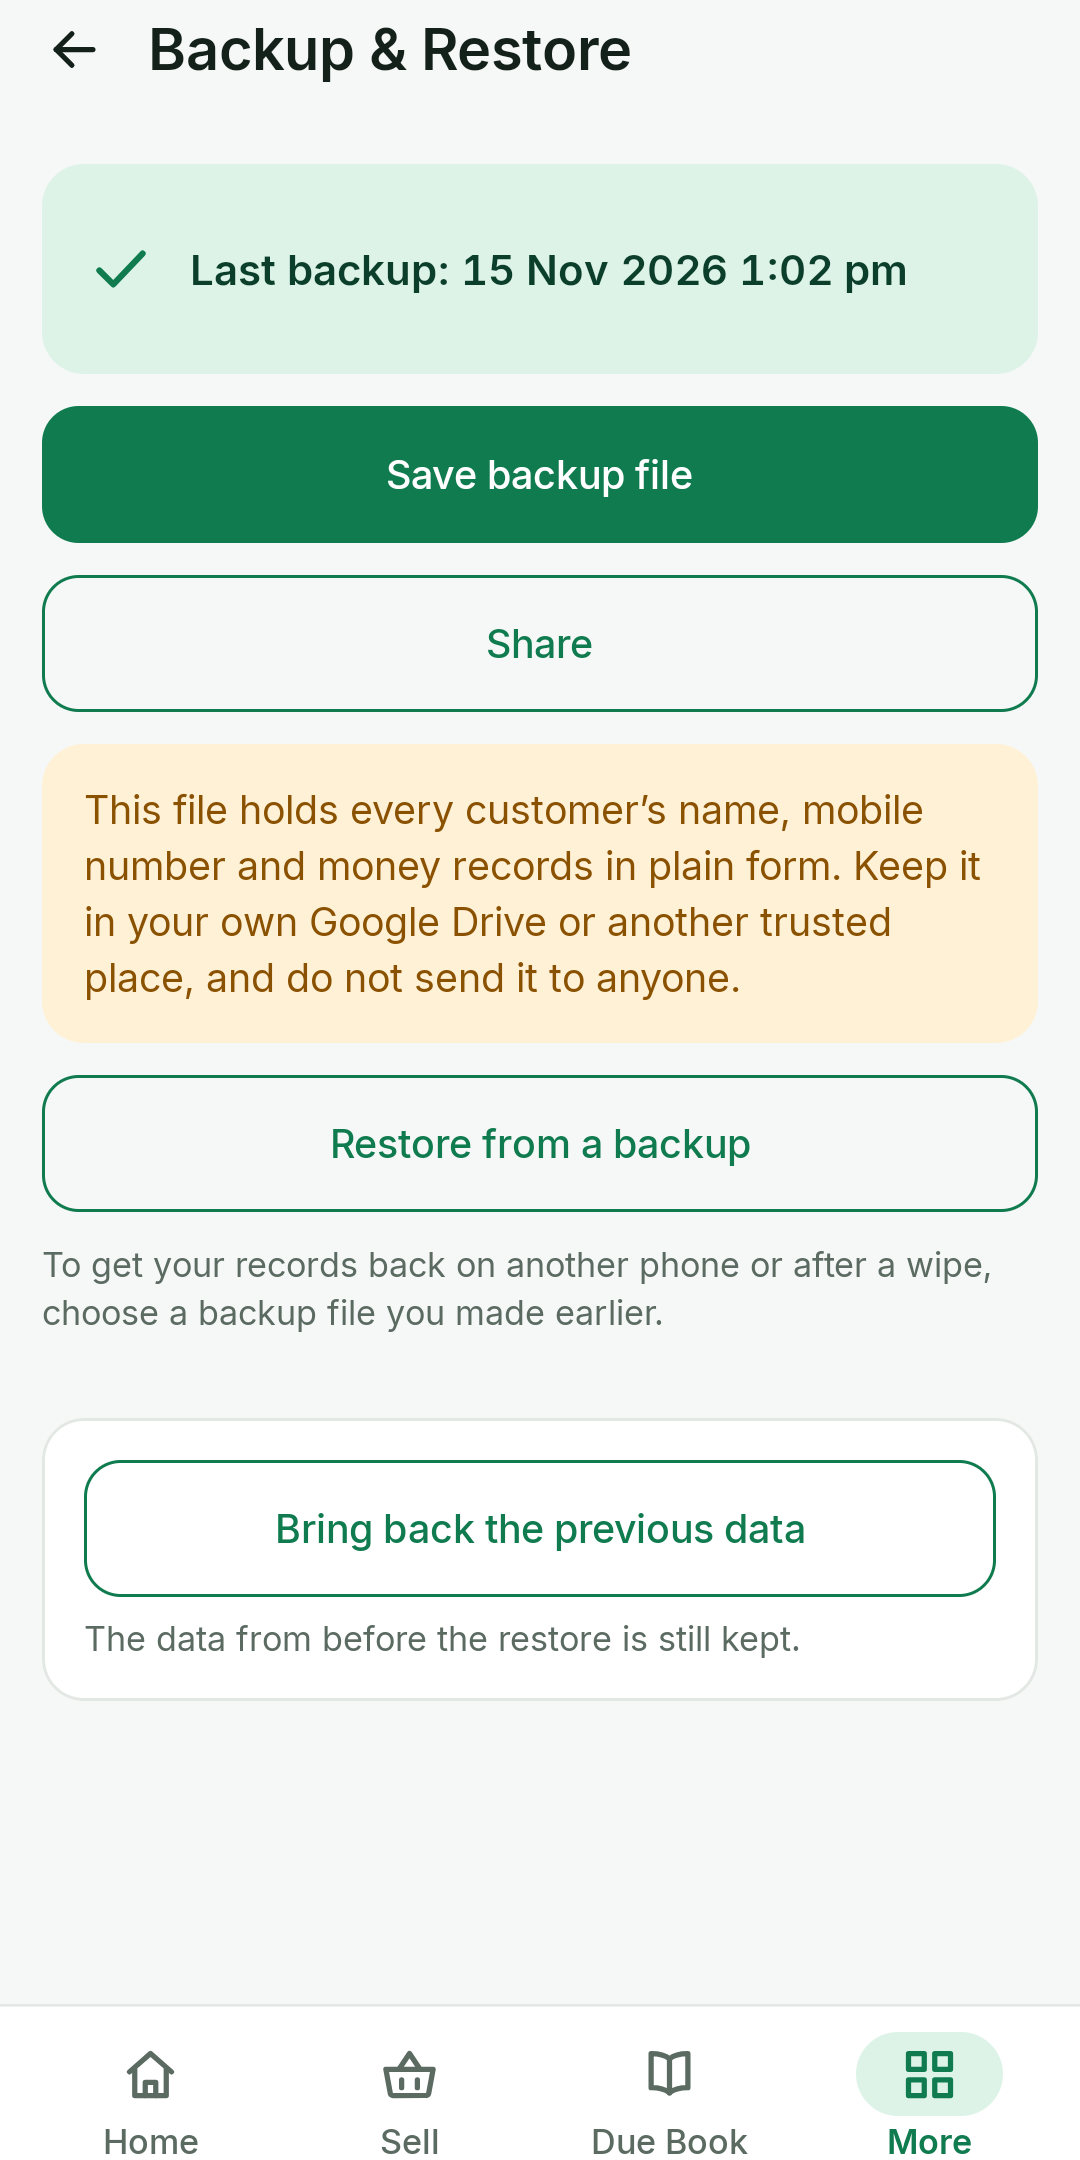 Backup & Restore
Last backup: 15 Nov 2026 1:02 pm
Save backup file
Share
This file holds every customer’s name, mobile
number and money records in plain form. Keep it
in your own Google Drive or another trusted
place, and do not send it to anyone.
Restore from a backup
To get your records back on another phone or after a wipe,
choose a backup file you made earlier.
Bring back the previous data
The data from before the restore is still kept.
Home
Sell
Due Book
More